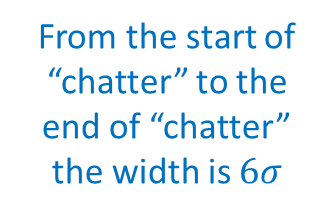 From the start of
“chatter” to the
end of “chatter”
the width is 6𝜎